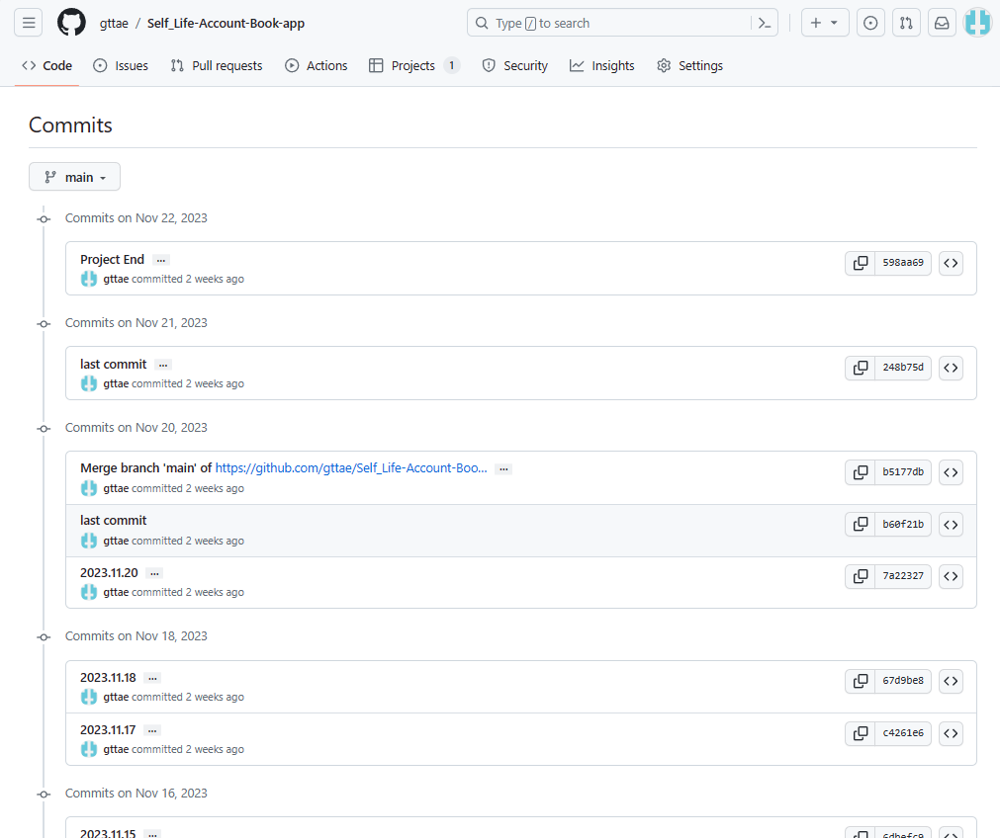 gttae / Self_Life-Account-Book-app
Type / to search
Code Issues Pull requests Actions Projects 1 Security Insights Settings
Commits
main
Commits on Nov 22, 2023
Project End ...
598aa69
gttae committed 2 weeks ago
Commits on Nov 21, 2023
last commit ...
248b75d
gttae committed 2 weeks ago
Commits on Nov 20, 2023
Merge branch 'main' of https://github.com/gttae/Self_Life-Account-Boo... ...
b5177db
gttae committed 2 weeks ago
last commit
b60f21b
gttae committed 2 weeks ago
2023.11.20 ...
7a22327
gttae committed 2 weeks ago
Commits on Nov 18, 2023
2023.11.18 ...
67d9be8
gttae committed 2 weeks ago
2023.11.17 ...
c4261e6
gttae committed 2 weeks ago
Commits on Nov 16, 2023
2023.11.15 ...
6dbefc9